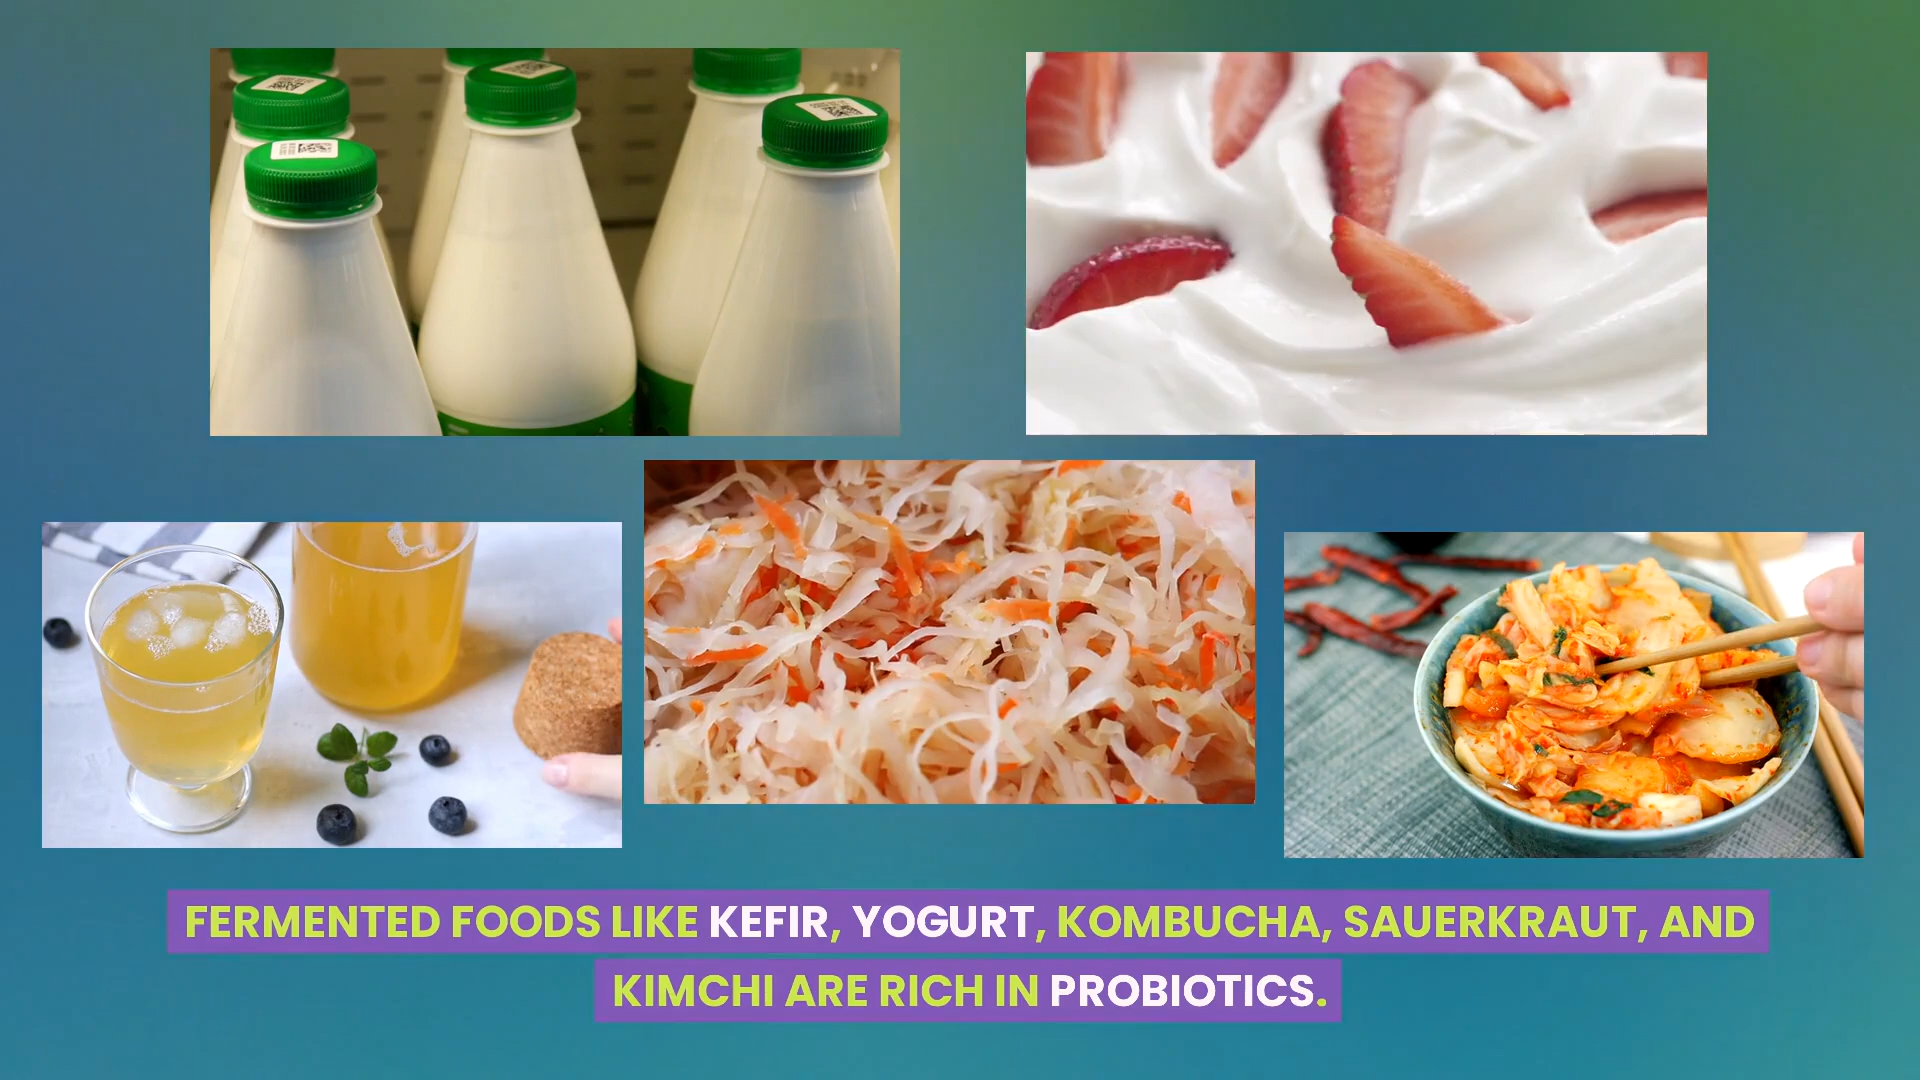 FERMENTED FOODS LIKE KEFIR, YOGURT, KOMBUCHA, SAUERKRAUT, AND
KIMCHI ARE RICH IN PROBIOTICS.